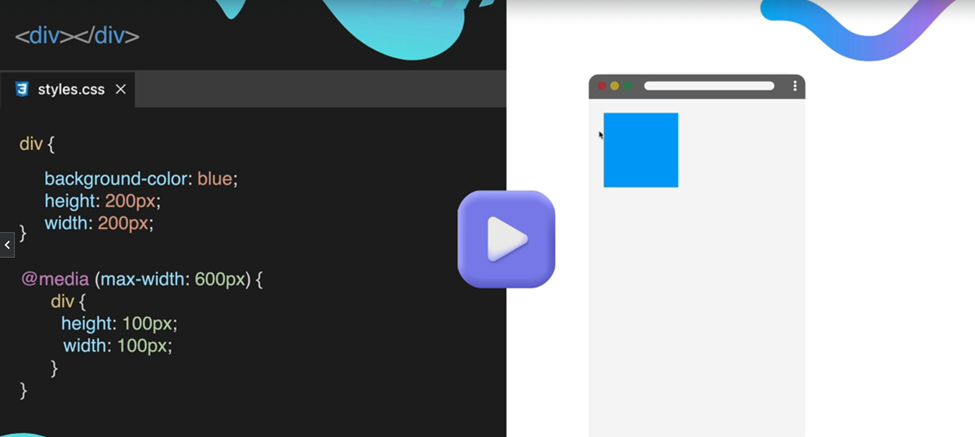 <div></div>
styles.css
div {
background-color: blue;
height: 200px;
width: 200px;
}
@media (max-width: 600px) {
div {
height: 100px;
width: 100px;
}
}